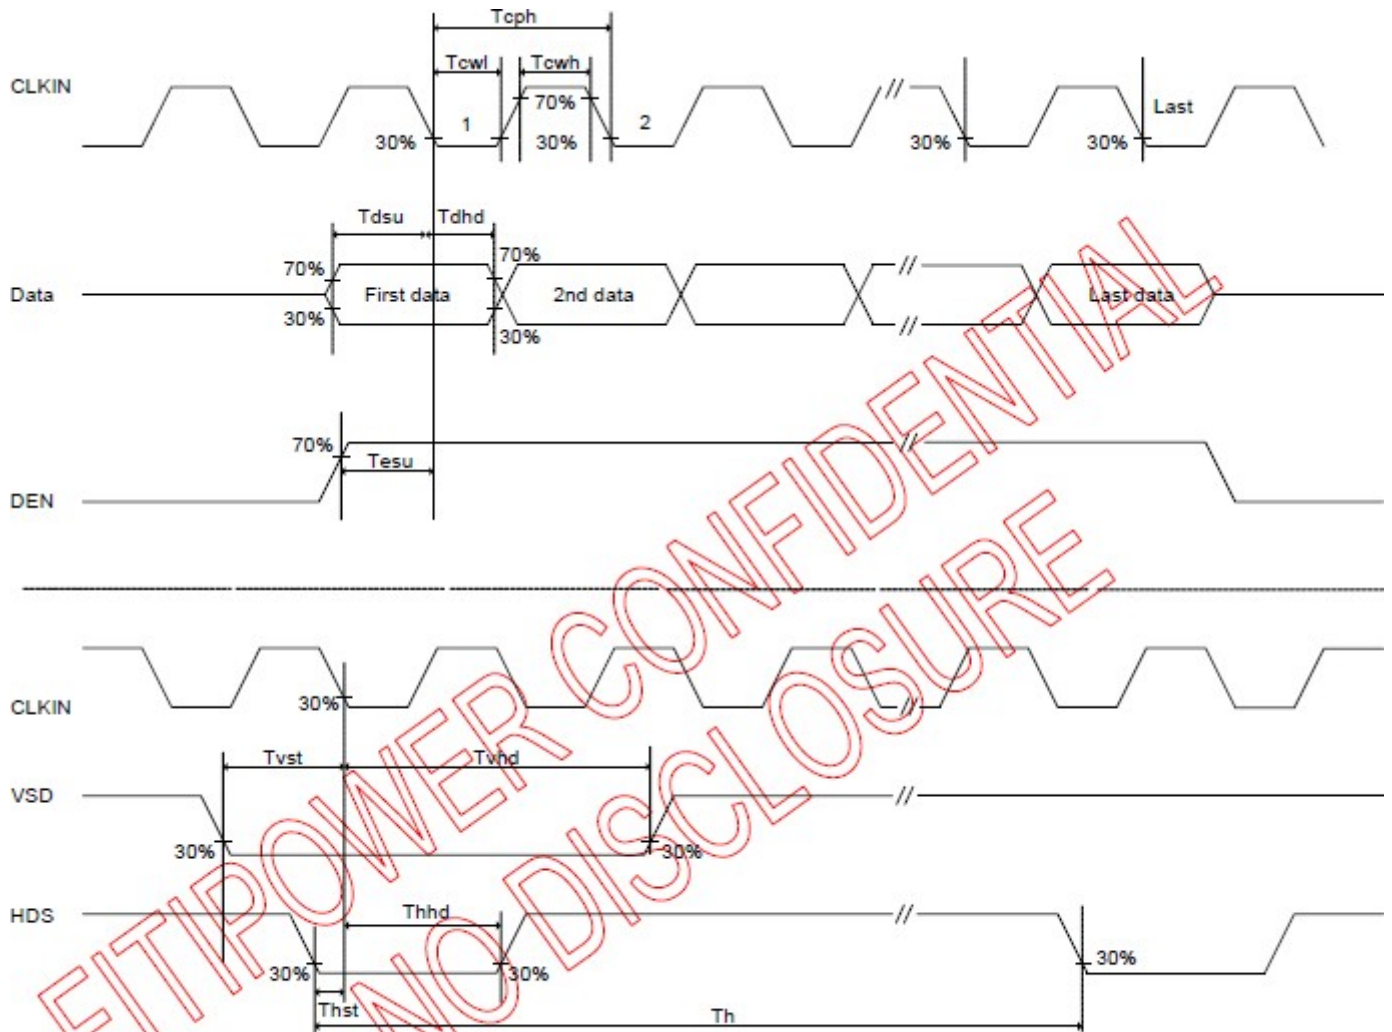 Tcph
Tcwl Tcwh
CLKIN
70%
1 2 Last
30% 30% 30% 30%
Tdsu Tdhd
70% 70%
Data First data 2nd data Last data
30% 30%
70%
Tesu
DEN
CLKIN 30%
Tvst Tvhd
VSD
30% 30%
HDS Thhd
30% 30% 30%
Thst Th
FITIPOWER CONFIDENTIAL
NO DISCLOSURE